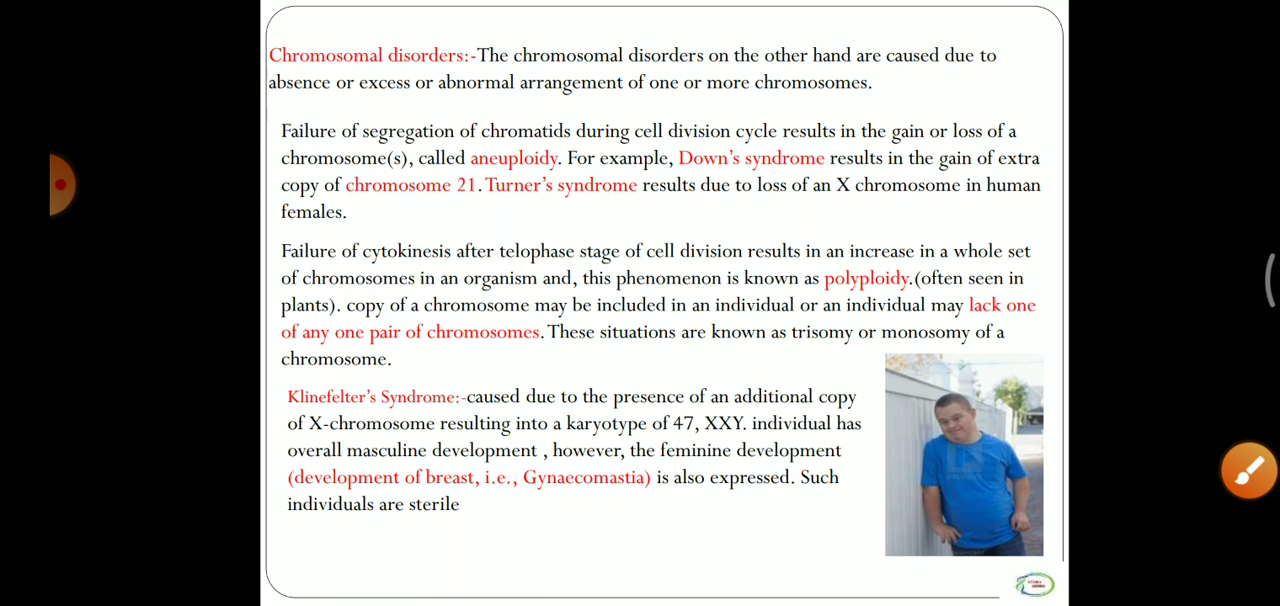 Chromosomal disorders:-The chromosomal disorders on the other hand are caused due to
absence or excess or abnormal arrangement of one or more chromosomes.
Failure of segregation of chromatids during cell division cycle results in the gain or loss of a
chromosome(s), called aneuploidy. For example, Down's syndrome results in the gain of extra
copy of chromosome 21. Turner's syndrome results due to loss of an X chromosome in human
females.
Failure of cytokinesis after telophase stage of cell division results in an increase in a whole set
of chromosomes in an organism and, this phenomenon is known as polyploidy.(often seen in
plants). copy of a chromosome may be included in an individual or an individual may lack one
of any one pair of chromosomes. These situations are known as trisomy or monosomy of a
chromosome.
Klinefelter's Syndrome:-caused due to the presence of an additional copy
of X-chromosome resulting into a karyotype of 47, XXY. individual has
overall masculine development , however, the feminine development
(development of breast, i.e., Gynaecomastia) is also expressed. Such
individuals are sterile